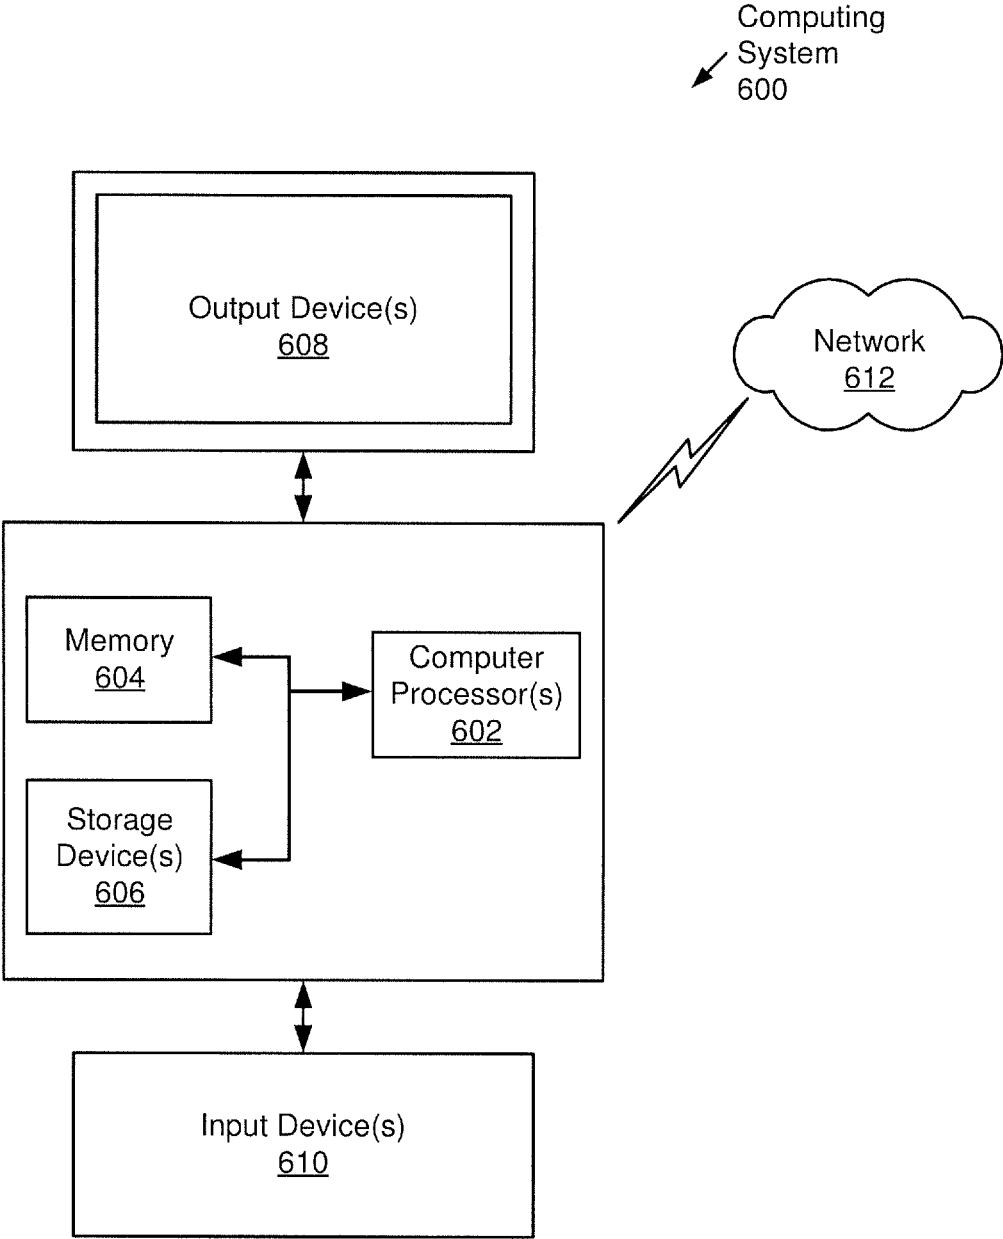 Computing
System
600
Output Device(s)
608
Network
612
Memory
604
Computer
Processor(s)
602
Storage
Device(s)
606
Input Device(s)
610